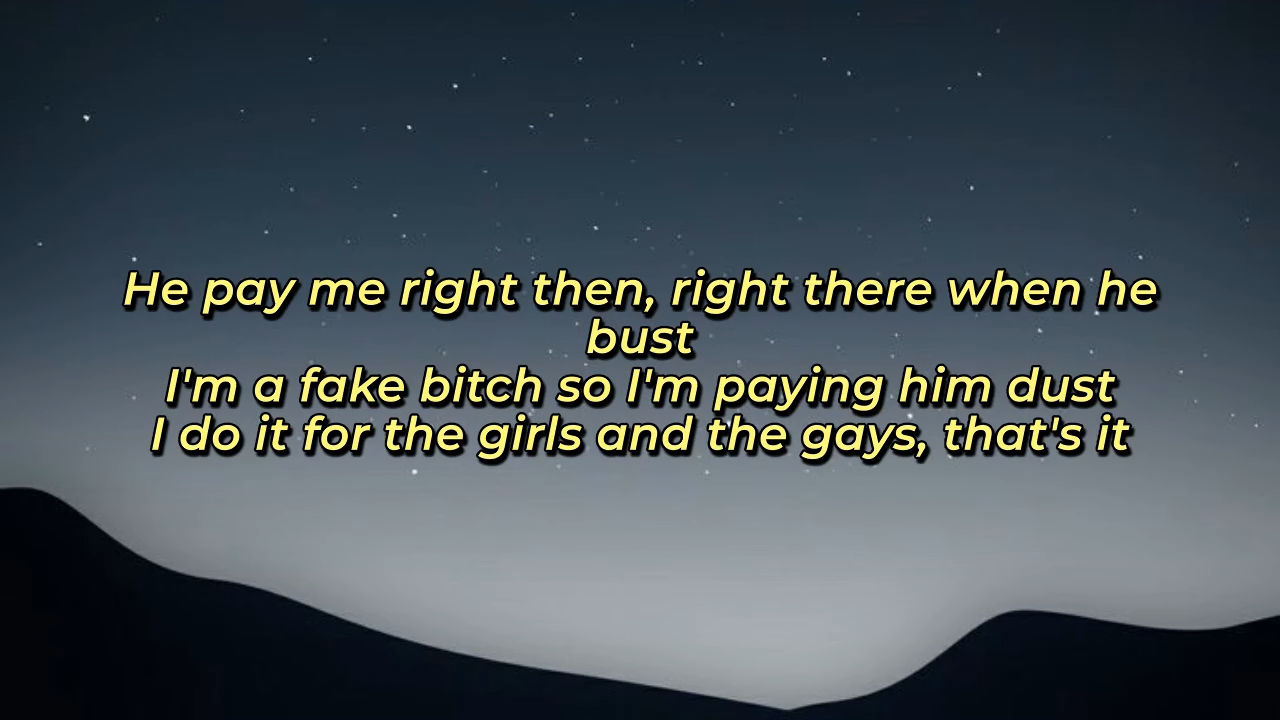 He pay me right then, right there when he
bust
I'm a fake bitch so I'm paying him dust
I do it for the girls and the gays, that's it